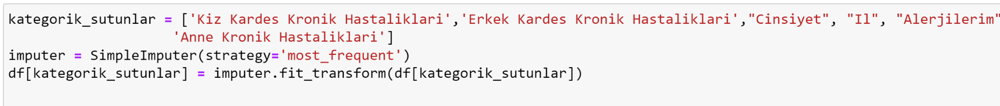 kategorik_sutunlar = ['Kiz Kardes Kronik Hastaliklari','Erkek Kardes Kronik Hastaliklari',"Cinsiyet", "Il", "Alerjilerim"
'Anne Kronik Hastaliklari']
imputer = SimpleImputer(strategy='most_frequent')
df[kategorik_sutunlar] = imputer.fit_transform(df[kategorik_sutunlar])